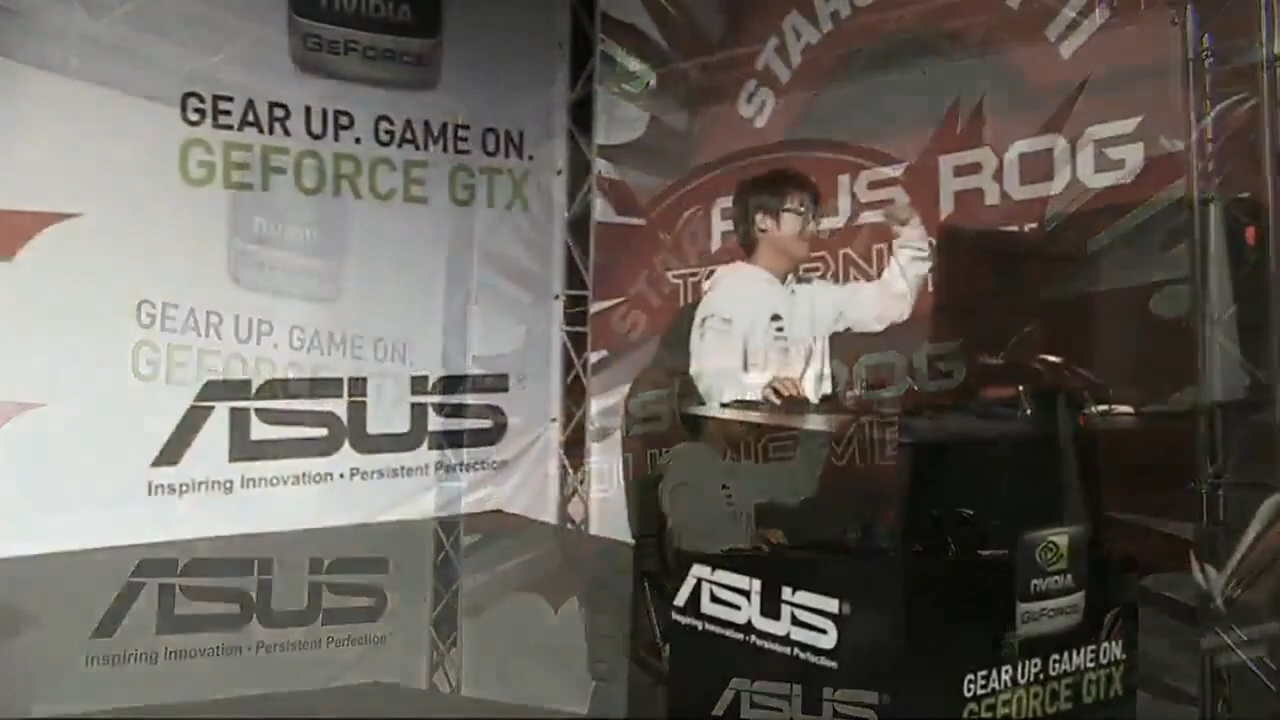 NVIDIA
GEFORCE
GEAR UP. GAME ON.
GEFORCE GTX
GEAR UP. GAME ON.
ASUS
Inspiring Innovation • Persistent Perfection
ASUS
Inspiring Innovation • Persistent Perfection
ROG
ROG
ASUS
Inspiring Innovation • Persistent Perfection
ASUS
NVIDIA
GEFORCE
GEAR UP. GAME ON.
GEFORCE GTX